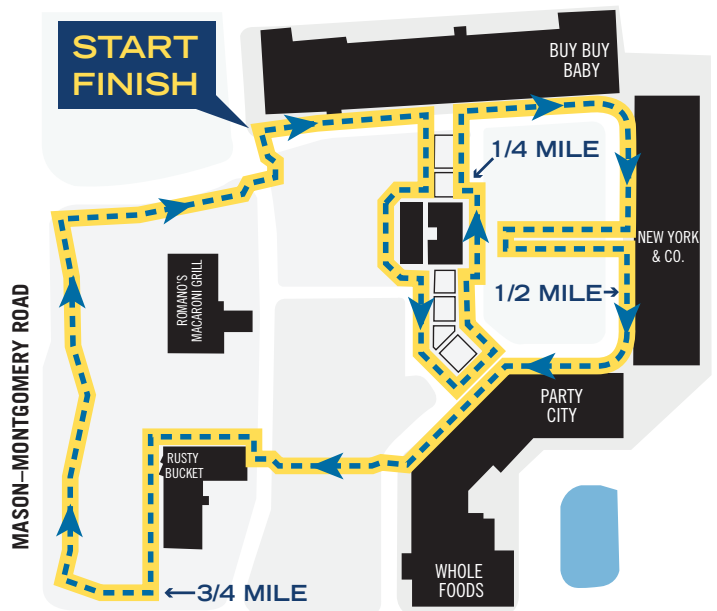 START
FINISH
BUY BUY
BABY
1/4 MILE
NEW YORK
& CO.
1/2 MILE
ROMANO'S
MACARONI GRILL
MASON–MONTGOMERY ROAD
PARTY
CITY
RUSTY
BUCKET
WHOLE
FOODS
3/4 MILE